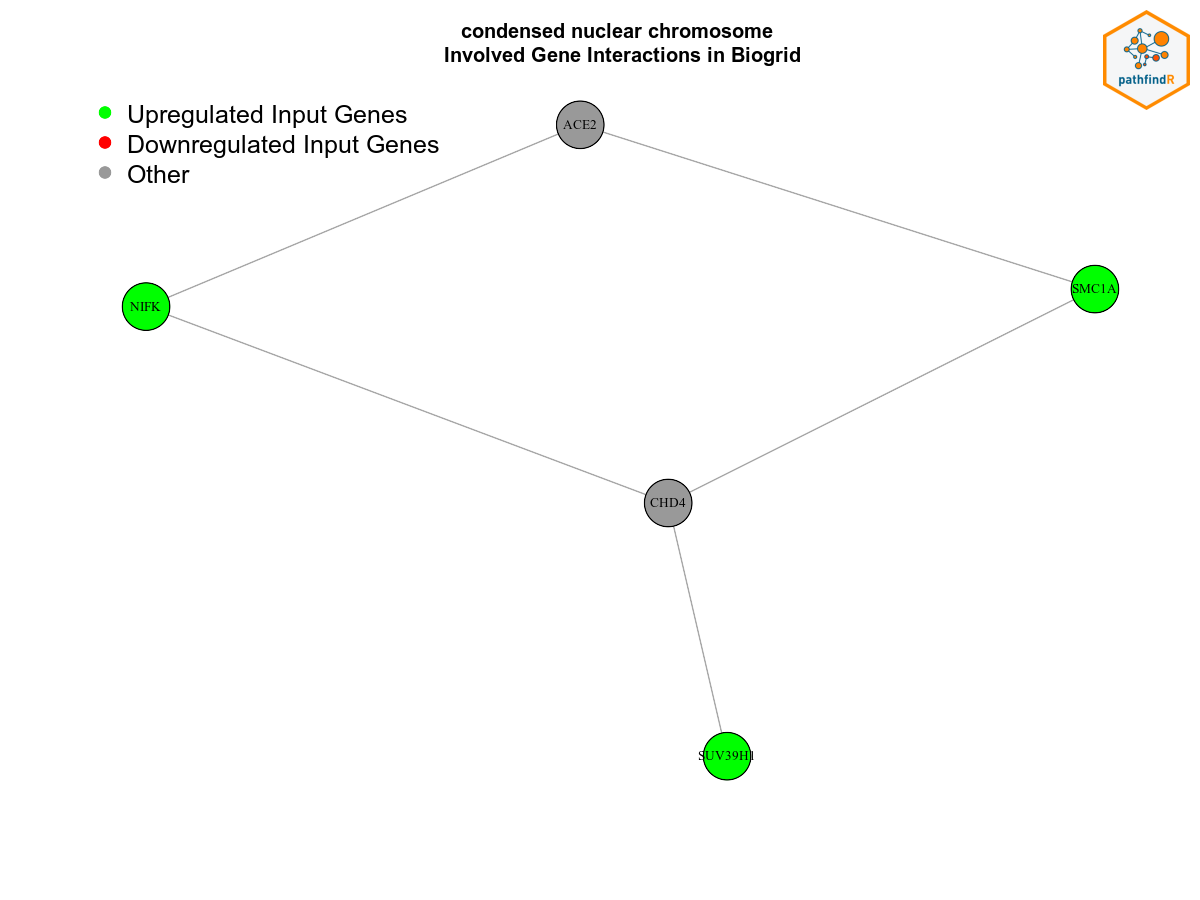 condensed nuclear chromosome
Involved Gene Interactions in Biogrid
pathfindR
Upregulated Input Genes
Downregulated Input Genes
Other
ACE2
SMC1A
NIFK
CHD4
SUV39H1